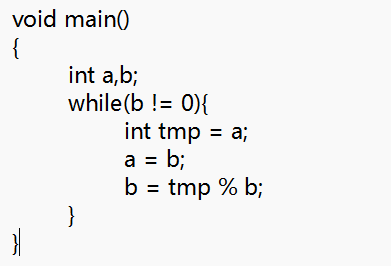 void main()
{
int a,b;
while(b != 0){
int tmp = a;
a = b;
b = tmp % b;
}
}